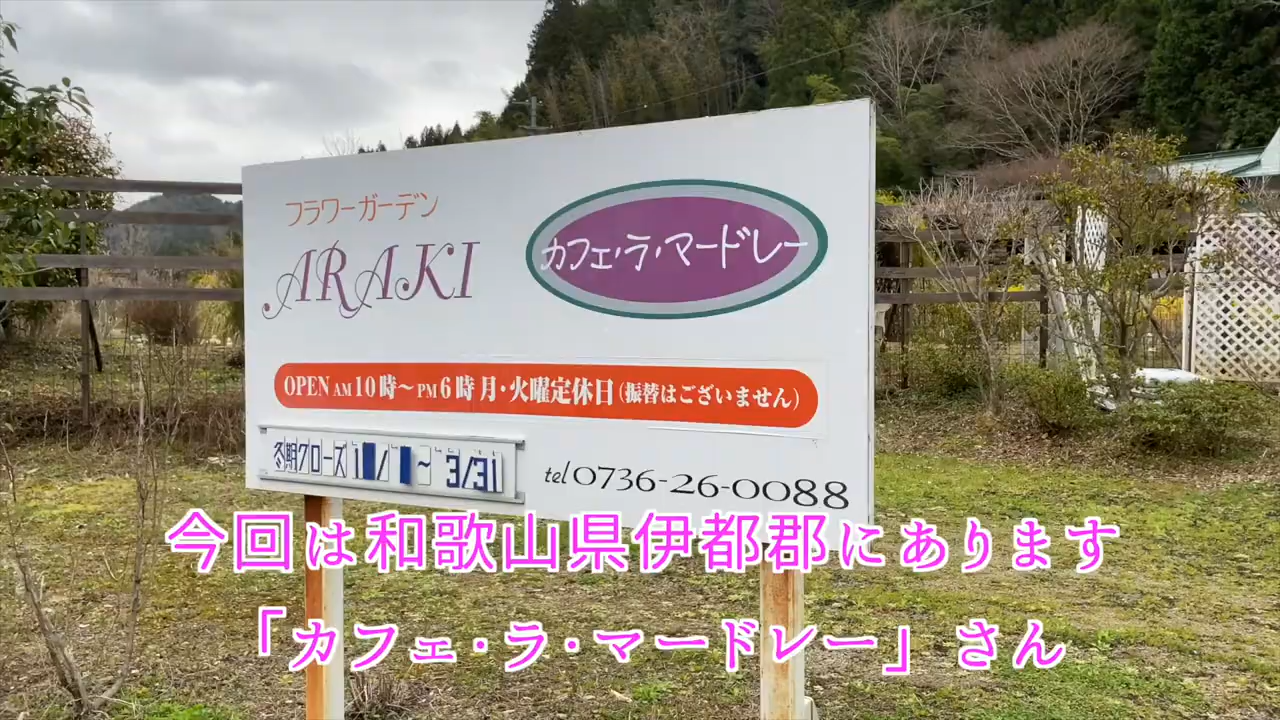 フラワーガーデン
ARAKI
カフェ・ラ・マードレー
OPEN AM10時〜PM6時 月・火曜定休日(振替はございません)
冬期クローズ 〜 3/31
tel 0736-26-0088
今回は和歌山県伊都郡にあります
「カフェ・ラ・マードレー」さん